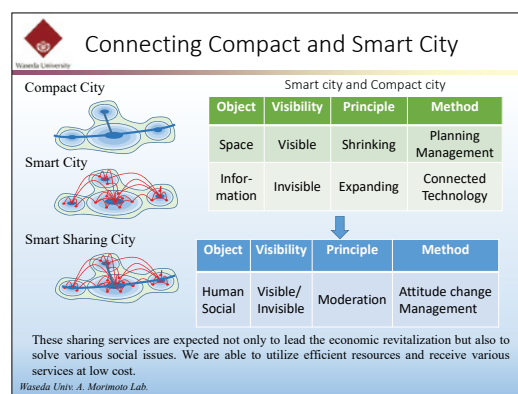 Connecting Compact and Smart City
Waseda University
Compact City
Smart City
Smart Sharing City
Smart city and Compact city
Object Visibility Principle Method
Space Visible Shrinking Planning
Management
Infor-
mation Invisible Expanding Connected
Technology
Object Visibility Principle Method
Human
Social Visible/
Invisible Moderation Attitude change
Management
These sharing services are expected not only to lead the economic revitalization but also to
solve various social issues. We are able to utilize efficient resources and receive various
services at low cost.
Waseda Univ. A. Morimoto Lab.